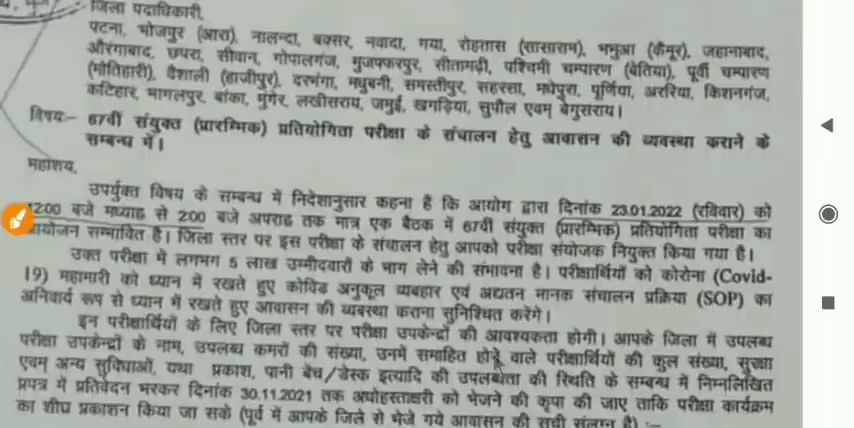 जिला पदाधिकारी,
पटना, भोजपुर (आरा), नालन्दा, बक्सर, नवादा, गया, रोहतास (सासाराम), भभुआ (कैमूर), जहानाबाद,
औरंगाबाद, छपरा, सीवान, गोपालगंज, मुजफ्फरपुर, सीतामढ़ी, पश्चिमी चम्पारण (बेतिया), पूर्वी चम्पारण
(मोतिहारी), वैशाली (हाजीपुर), दरभंगा, मधुबनी, समस्तीपुर, सहरसा, मधेपुरा, पूर्णिया, अररिया, किशनगंज,
कटिहार, भागलपुर, बांका, मुंगेर, लखीसराय, जमुई, खगड़िया, सुपौल एवम् बेगुसराय।
विषयः- 67वीं संयुक्त (प्रारम्भिक) प्रतियोगिता परीक्षा के संचालन हेतु आवासन की व्यवस्था कराने के
सम्बन्ध में।
महाशय,
उपर्युक्त विषय के सम्बन्ध में निदेशानुसार कहना है कि आयोग द्वारा दिनांक 23.01.2022 (रविवार) को
1200 बजे मध्याह्न से 200 बजे अपराह्न तक मात्र एक बैठक में 67वीं संयुक्त (प्रारम्भिक) प्रतियोगिता परीक्षा का
आयोजन सम्भावित है। जिला स्तर पर इस परीक्षा के संचालन हेतु आपको परीक्षा संयोजक नियुक्त किया गया है।
उक्त परीक्षा में लगभग 5 लाख उम्मीदवारों के भाग लेने की संभावना है। परीक्षार्थियों को कोरोना (Covid-
19) महामारी को ध्यान में रखते हुए कोविड अनुकूल व्यबहार एवं अद्यतन मानक संचालन प्रक्रिया (SOP) का
अनिवार्य रूप से ध्यान में रखते हुए आवासन की व्यवस्था कराना सुनिश्चित करेंगे।
इन परीक्षार्थियों के लिए जिला स्तर पर परीक्षा उपकेन्द्रों की आवश्यकता होगी। आपके जिला में उपलब्ध
परीक्षा उपकेन्द्रों के नाम, उपलब्ध कमरों की संख्या, उनमें समाहित होने वाले परीक्षार्थियों की कुल संख्या, सुरक्षा
एवम् अन्य सुविधाओं, यथा प्रकाश, पानी बेंच/डेस्क इत्यादि की उपलब्धता की स्थिति के सम्बन्ध में निम्नलिखित
प्रपत्र में प्रतिवेदन भरकर दिनांक 30.11.2021 तक अधोहस्ताक्षरी को भेजने की कृपा की जाए ताकि परीक्षा कार्यक्रम
का शीघ्र प्रकाशन किया जा सके (पूर्व में आपके जिले से भेजे गये आवासन की सूची संलग्न है) :-